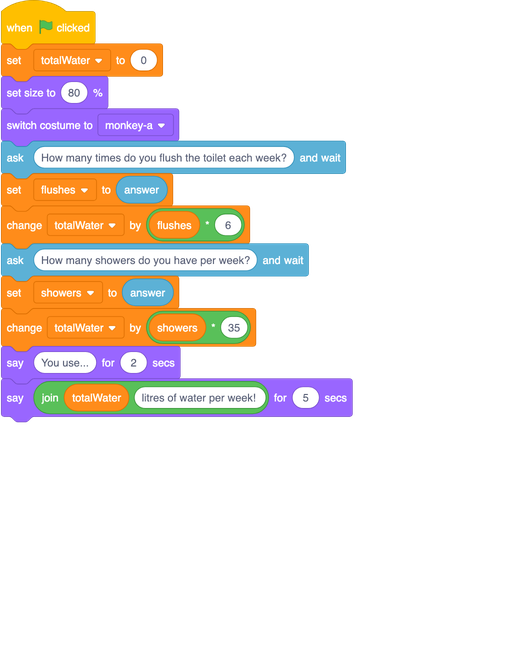 when clicked
set totalWater to 0
set size to 80 %
switch costume to monkey-a
ask How many times do you flush the toilet each week? and wait
set flushes to answer
change totalWater by flushes * 6
ask How many showers do you have per week? and wait
set showers to answer
change totalWater by showers * 35
say You use... for 2 secs
say join totalWater litres of water per week! for 5 secs